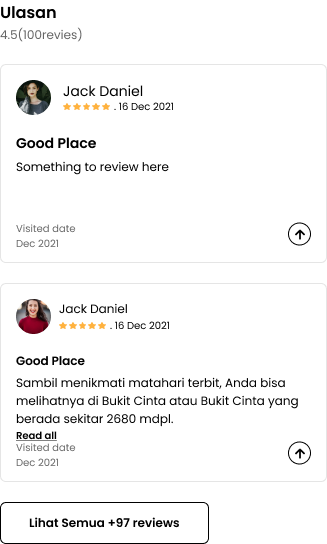 Ulasan
4.5(100revies)
Jack Daniel
. 16 Dec 2021
Good Place
Something to review here
Visited date
Dec 2021
Jack Daniel
. 16 Dec 2021
Good Place
Sambil menikmati matahari terbit, Anda bisa
melihatnya di Bukit Cinta atau Bukit Cinta yang
berada sekitar 2680 mdpl.
Read all
Visited date
Dec 2021
Lihat Semua +97 reviews